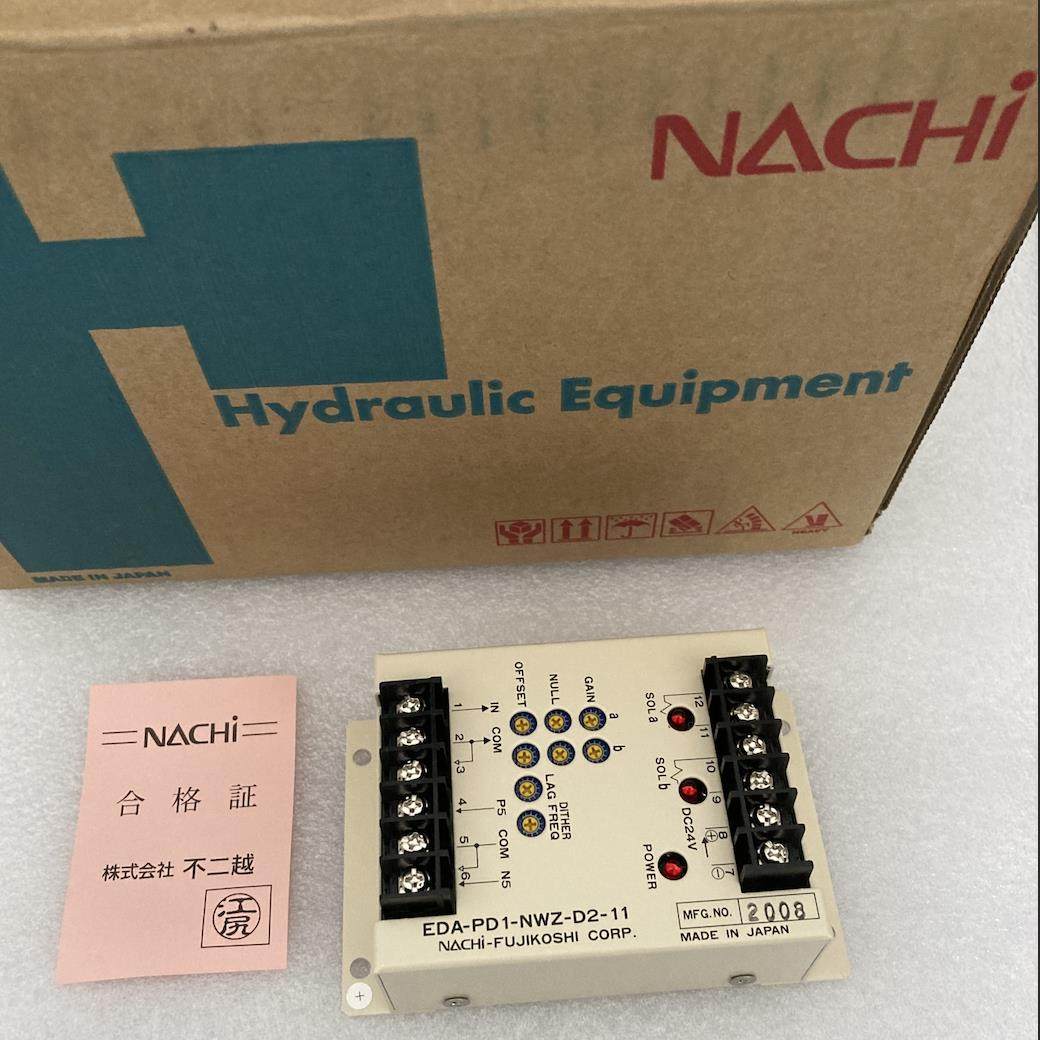 NACHi
Hydraulic Equipment
HEAVY
MADE IN JAPAN
NACHi
合格証
株式会社 不二越
江尻
OFFSET
NULL
GAIN
a
b
LAG
DITHER
FREQ
1
IN
2
COM
3
4
P5
5
COM
6
N5
SOL a
12
11
SOL b
10
9
DC24V
8
⊕
7
⊖
POWER
EDA-PD1-NWZ-D2-11
NACHi-FUJIKOSHI CORP.
MFG.NO. 2008
MADE IN JAPAN